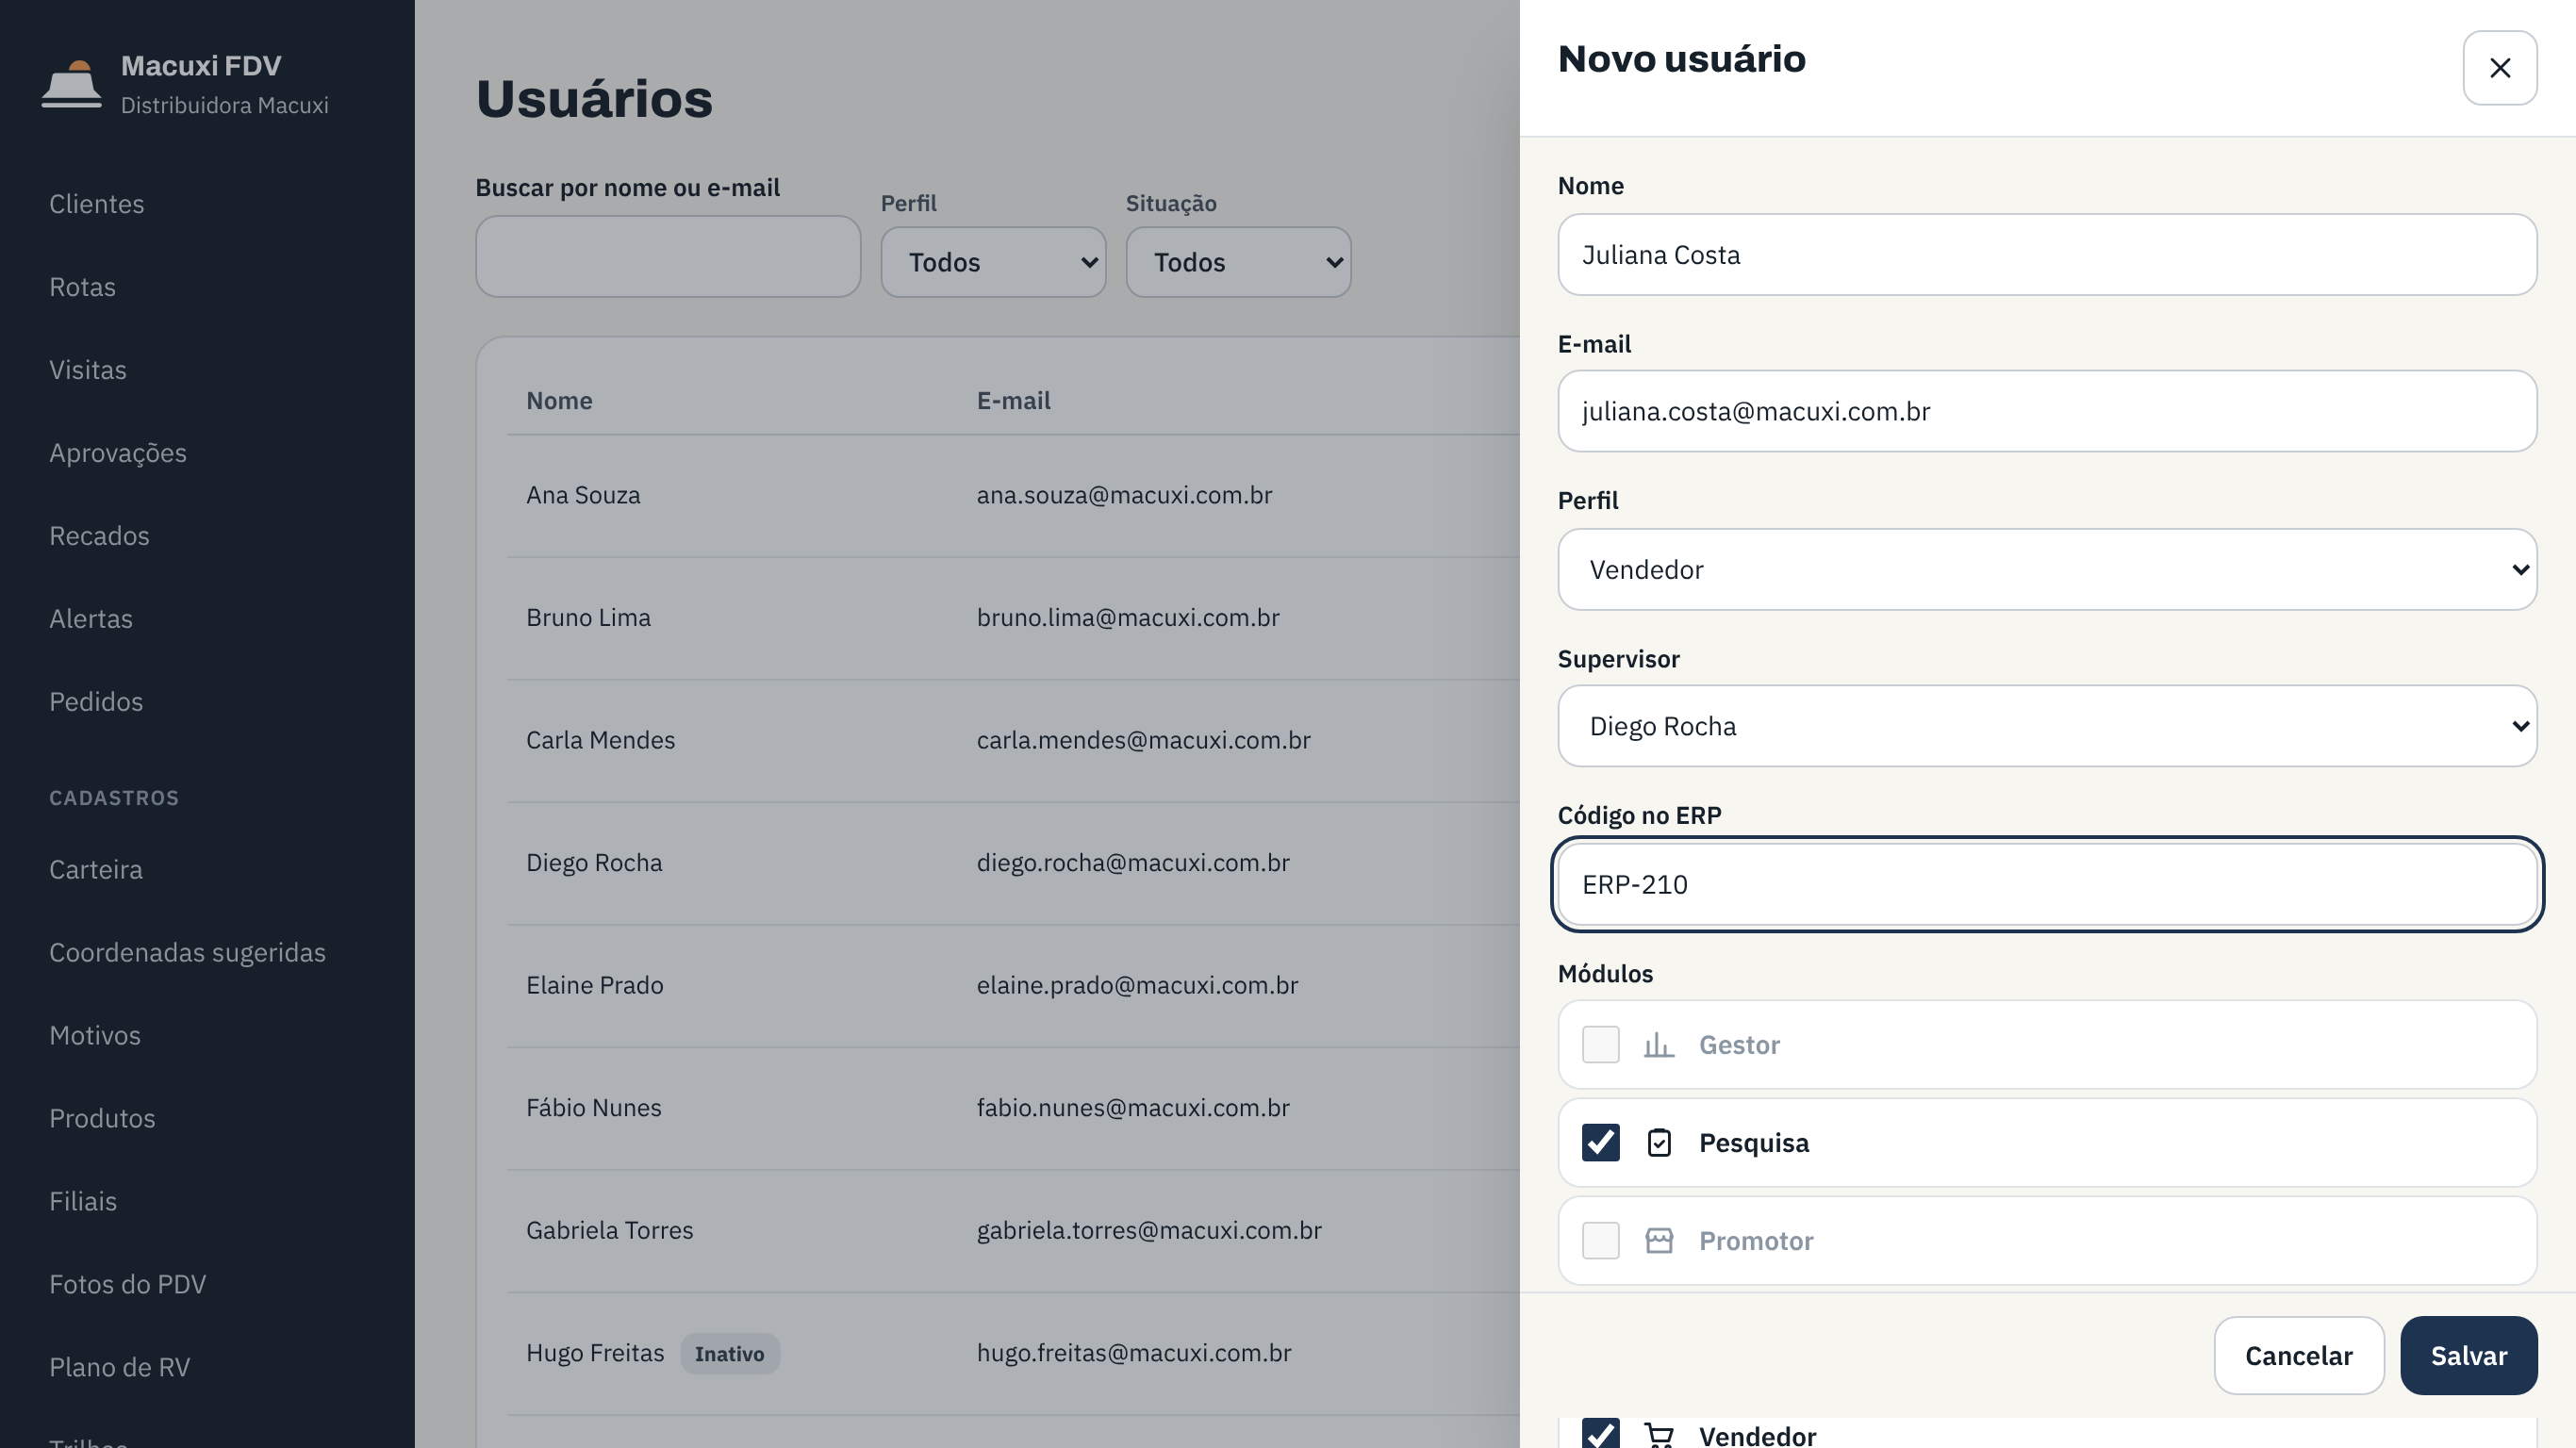 Macuxi FDV
Distribuidora Macuxi
Clientes
Rotas
Visitas
Aprovações
Recados
Alertas
Pedidos
CADASTROS
Carteira
Coordenadas sugeridas
Motivos
Produtos
Filiais
Fotos do PDV
Plano de RV
Trilhas
Usuários
Buscar por nome ou e-mail
Perfil
Situação
Todos
Todos
Nome E-mail
Ana Souza ana.souza@macuxi.com.br
Bruno Lima bruno.lima@macuxi.com.br
Carla Mendes carla.mendes@macuxi.com.br
Diego Rocha diego.rocha@macuxi.com.br
Elaine Prado elaine.prado@macuxi.com.br
Fábio Nunes fabio.nunes@macuxi.com.br
Gabriela Torres gabriela.torres@macuxi.com.br
Hugo Freitas Inativo hugo.freitas@macuxi.com.br
Novo usuário
Nome
Juliana Costa
E-mail
juliana.costa@macuxi.com.br
Perfil
Vendedor
Supervisor
Diego Rocha
Código no ERP
ERP-210
Módulos
Gestor
Pesquisa
Promotor
Cancelar Salvar
Vendedor